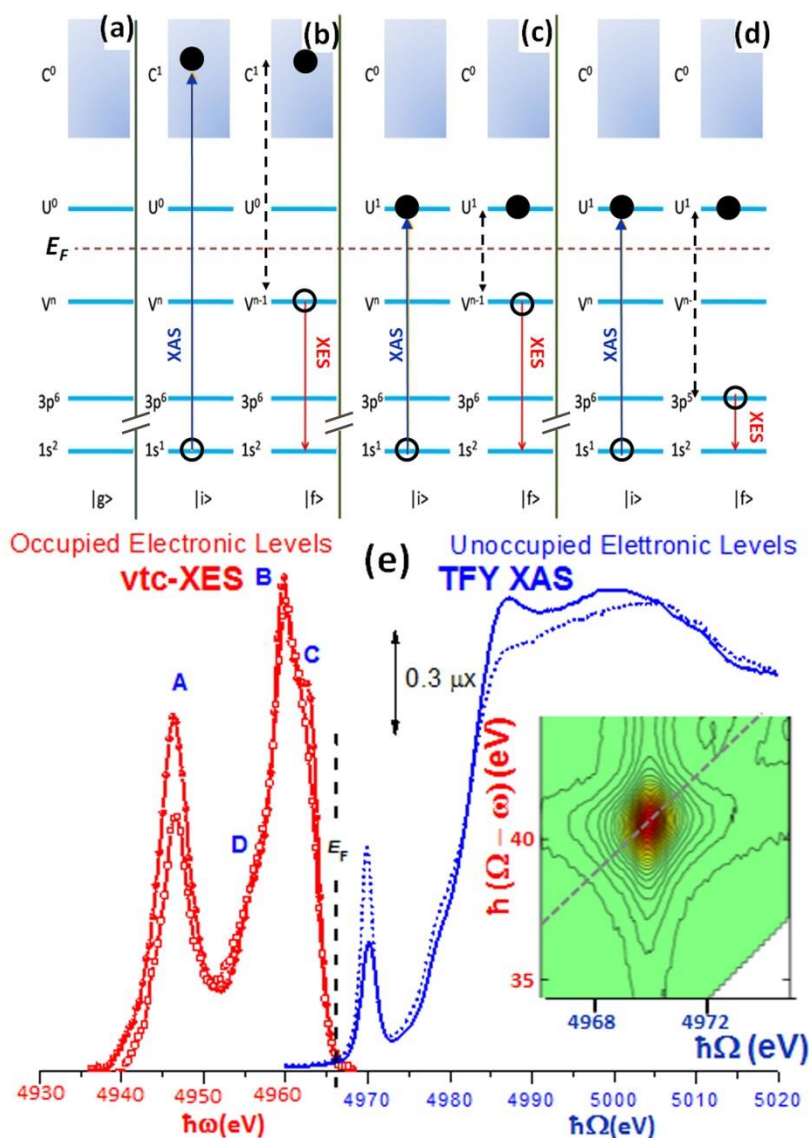 (a) (b) (c) (d)
C⁰ C¹ C¹ C⁰ C⁰ C⁰ C⁰
U⁰ U⁰ U⁰ U¹ U¹ U¹ U¹
E_F
Vⁿ Vⁿ Vⁿ⁻¹ Vⁿ Vⁿ⁻¹ Vⁿ Vⁿ⁻
XAS XES XAS XES XAS
3p⁶ 3p⁶ 3p⁶ 3p⁶ 3p⁶ 3p⁶ 3p⁵
XES
1s² 1s¹ 1s² 1s¹ 1s² 1s¹ 1s²
|g> |i> |f> |i> |f> |i> |f>
Occupied Electronic Levels (e) Unoccupied Elettronic Levels
vtc-XES TFY XAS
B
C
A
0.3 μx
D
E_F
ħ(Ω – ω)(eV)
40
35
4968 4972
ħΩ (eV)
4930 4940 4950 4960 4970 4980 4990 5000 5010 5020
ħω(eV) ħΩ(eV)